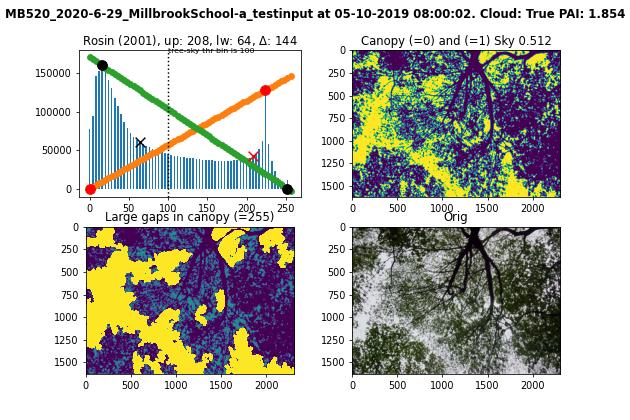 MB520_2020-6-29_MillbrookSchool-a_testinput at 05-10-2019 08:00:02. Cloud: True PAI: 1.854
Rosin (2001), up: 208, lw: 64, Δ: 144
tree-sky thr bin is 100
150000
100000
50000
0
0 50 100 150 200 250
Canopy (=0) and (=1) Sky 0.512
0
250
500
750
1000
1250
1500
0 500 1000 1500 2000
Large gaps in canopy (=255)
0
250
500
750
1000
1250
1500
0 500 1000 1500 2000
Orig
0
250
500
750
1000
1250
1500
0 500 1000 1500 2000